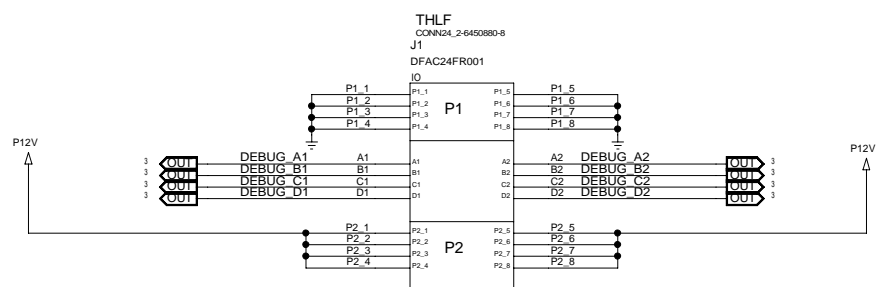 THLF
CONN24_2-6450880-8
J1
DFAC24FR001
IO
P1_1 P1_1 P1_5 P1_5
P1_2 P1_2 P1_6 P1_6
P1_3 P1_3 P1 P1_7 P1_7
P1_4 P1_4 P1_8 P1_8
P12V P12V
3 OUT DEBUG_A1 A1 A1 A2 A2 DEBUG_A2 OUT 3
3 OUT DEBUG_B1 B1 B1 B2 B2 DEBUG_B2 OUT 3
3 OUT DEBUG_C1 C1 C1 C2 C2 DEBUG_C2 OUT 3
3 OUT DEBUG_D1 D1 D1 D2 D2 DEBUG_D2 OUT 3
P2_1 P2_1 P2_5 P2_5
P2_2 P2_2 P2_6 P2_6
P2_3 P2_3 P2 P2_7 P2_7
P2_4 P2_4 P2_8 P2_8